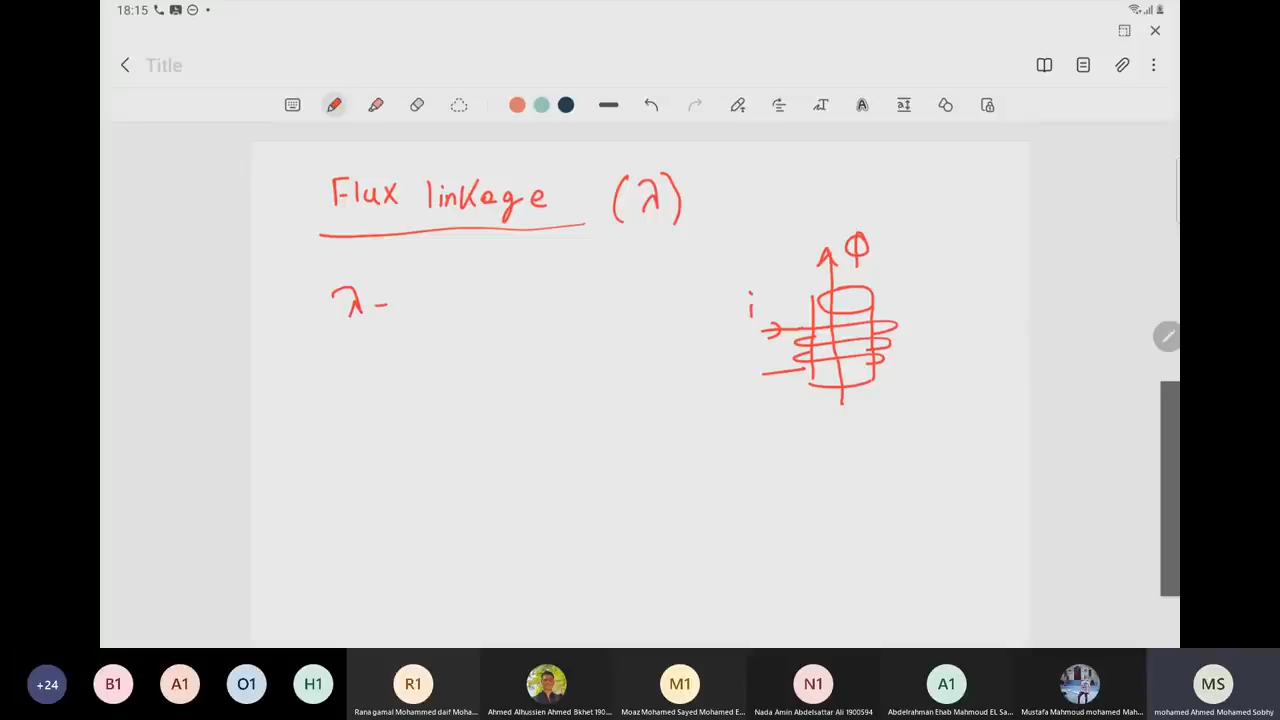 18:15
Title
Flux linkage (λ)
Φ
λ -
i
+24
B1
A1
O1
H1
R1
M1
N1
A1
MS
Rana gamal Mohammed daif Moha...
Ahmed Alhussien Ahmed Bkhet 190...
Moaz Mohamed Sayed Mohamed E...
Nada Amin Abdelsattar Ali 1900594
Abdelrahman Ehab Mahmoud EL Sa...
Mustafa Mahmoud mohamed Mah...
mohamed Ahmed Mohamed Sobhy